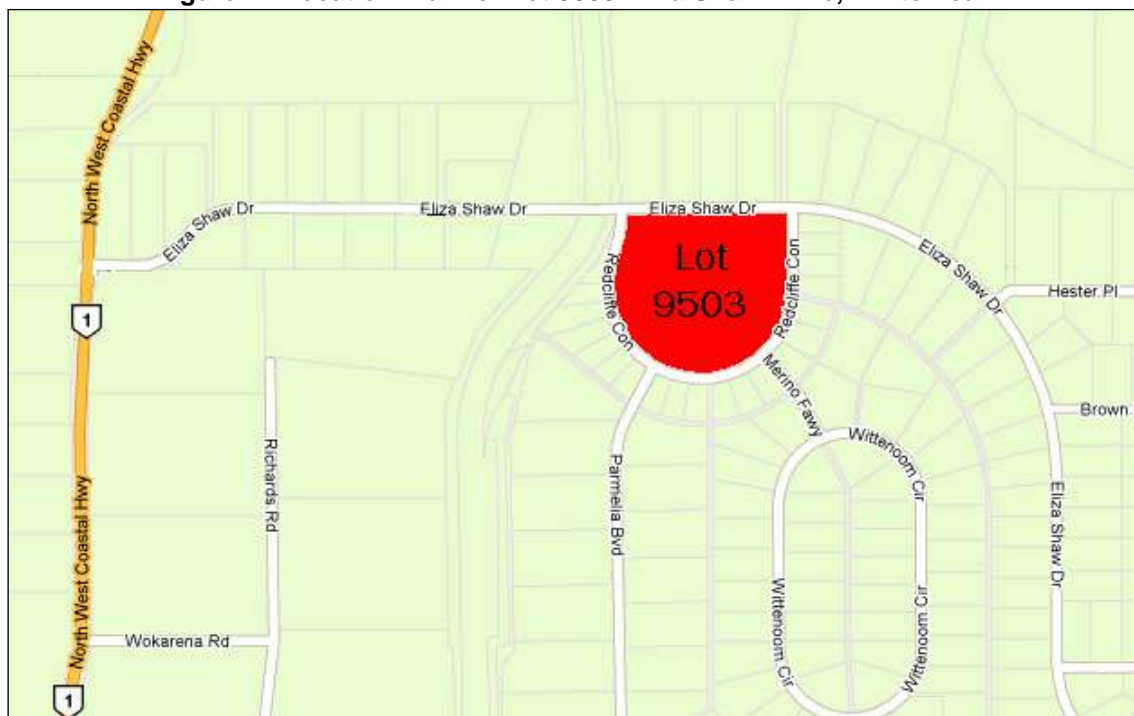 North West Coastal Hwy
Eliza Shaw Dr
Eliza Shaw Dr
Eliza Shaw Dr
Eliza Shaw Dr
Lot
9503
Redcliffe Con
Redcliffe Con
Hester Pl
1
Merino Fawy
Brown
Wittenoom Cir
Richards Rd
Parmelia Bvd
Eliza Shaw Dr
North West Coastal Hwy
Wittenoom Cir
Wittenoom Cir
Wokarena Rd
1